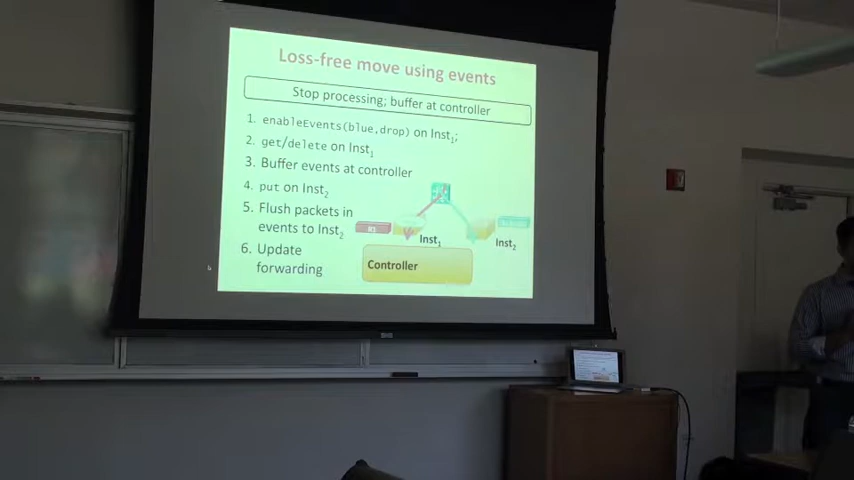 Loss-free move using events
Stop processing; buffer at controller
1. enableEvents(blue,drop) on Inst1;
2. get/delete on Inst1
3. Buffer events at controller
4. put on Inst2
5. Flush packets in
events to Inst2
6. Update
forwarding
Inst1
Inst2
Controller